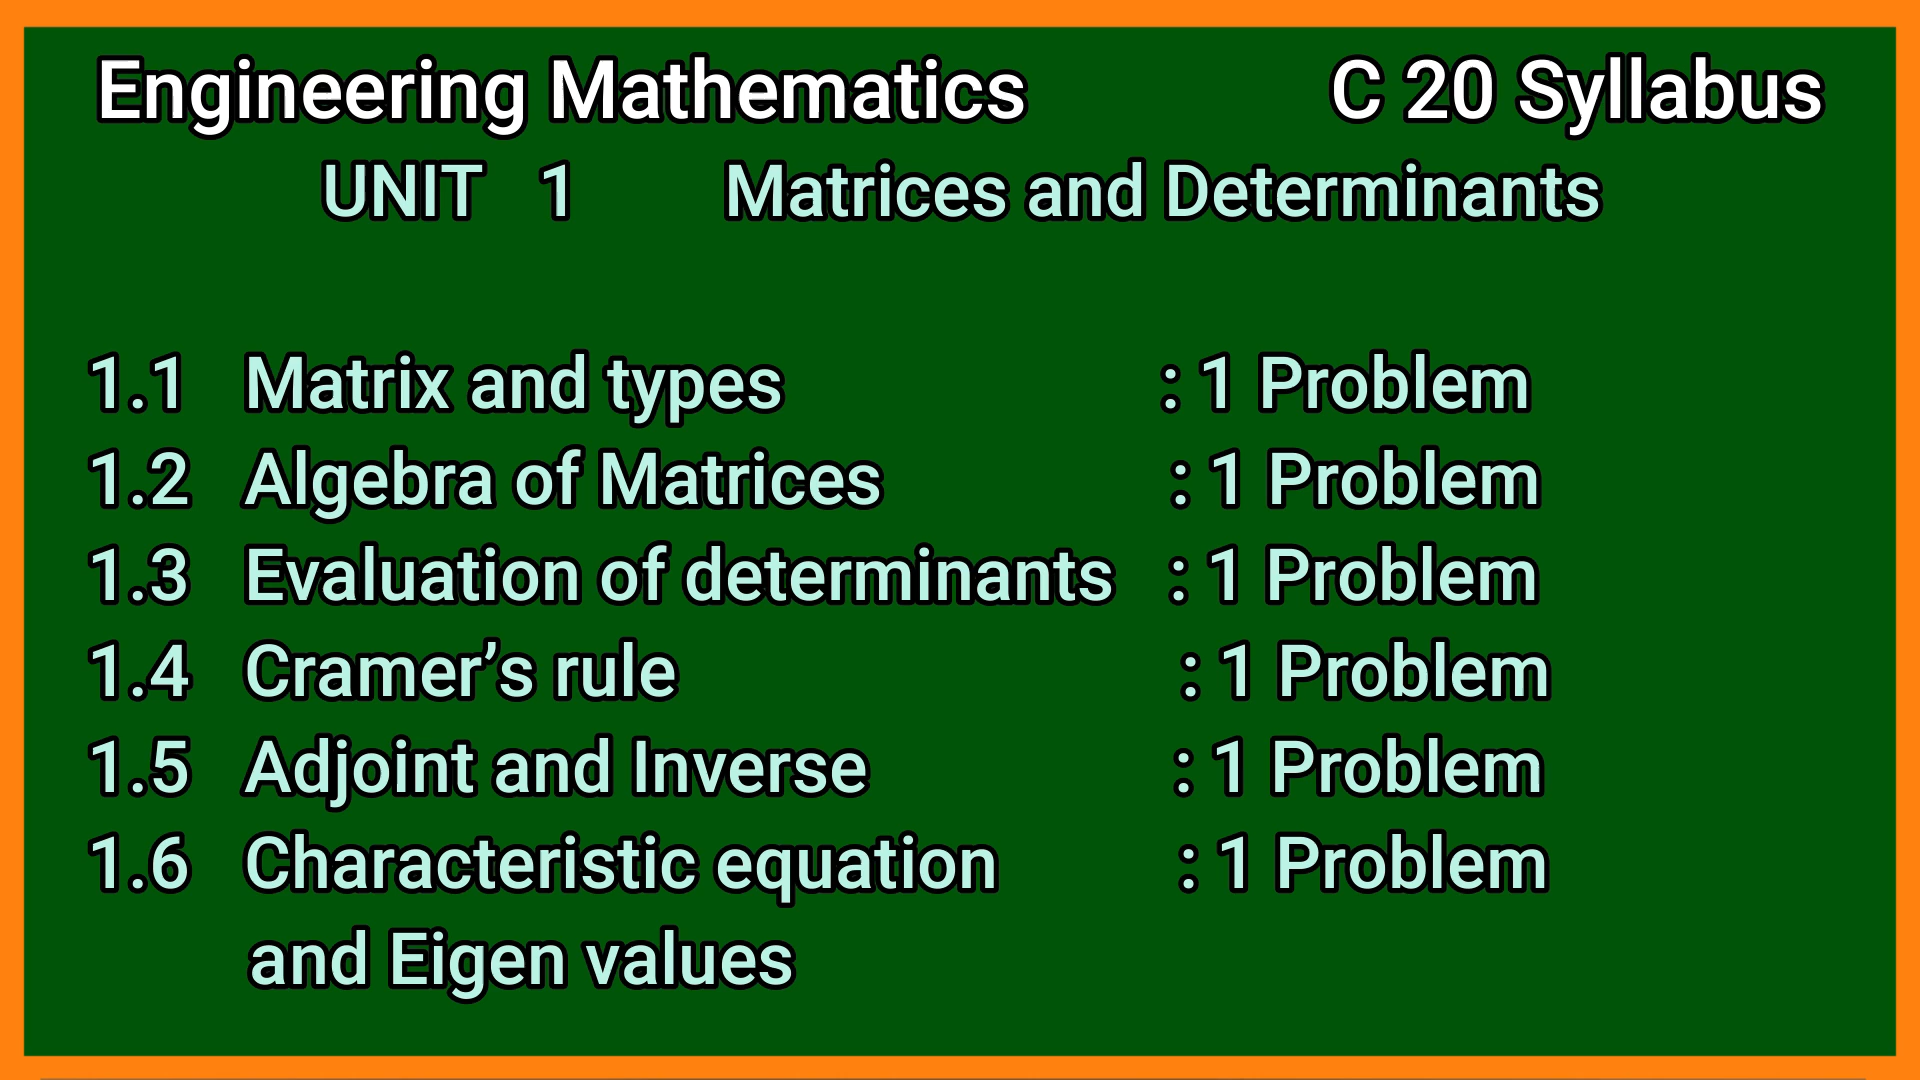 Engineering Mathematics C 20 Syllabus
UNIT 1 Matrices and Determinants
1.1 Matrix and types : 1 Problem
1.2 Algebra of Matrices : 1 Problem
1.3 Evaluation of determinants : 1 Problem
1.4 Cramer’s rule : 1 Problem
1.5 Adjoint and Inverse : 1 Problem
1.6 Characteristic equation : 1 Problem
and Eigen values